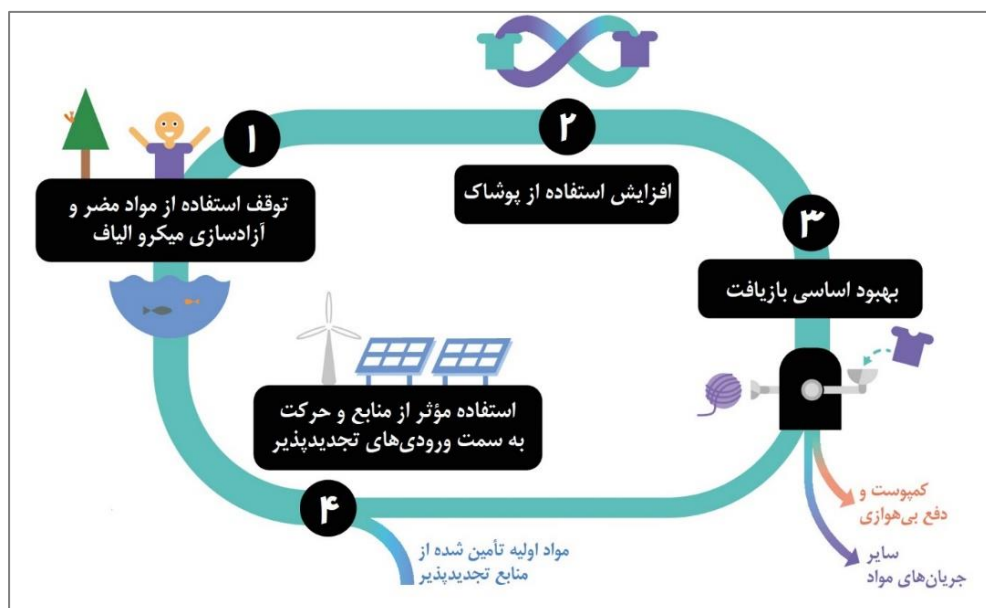 ۱
توقف استفاده از مواد مضر و
آزادسازی میکرو الیاف
۲
افزایش استفاده از پوشاک
۳
بهبود اساسی بازیافت
استفاده مؤثر از منابع و حرکت
به سمت ورودی‌های تجدیدپذیر
۴
مواد اولیه تأمین شده از
منابع تجدیدپذیر
کمپوست و
دفع بی‌هوازی
سایر
جریان‌های مواد